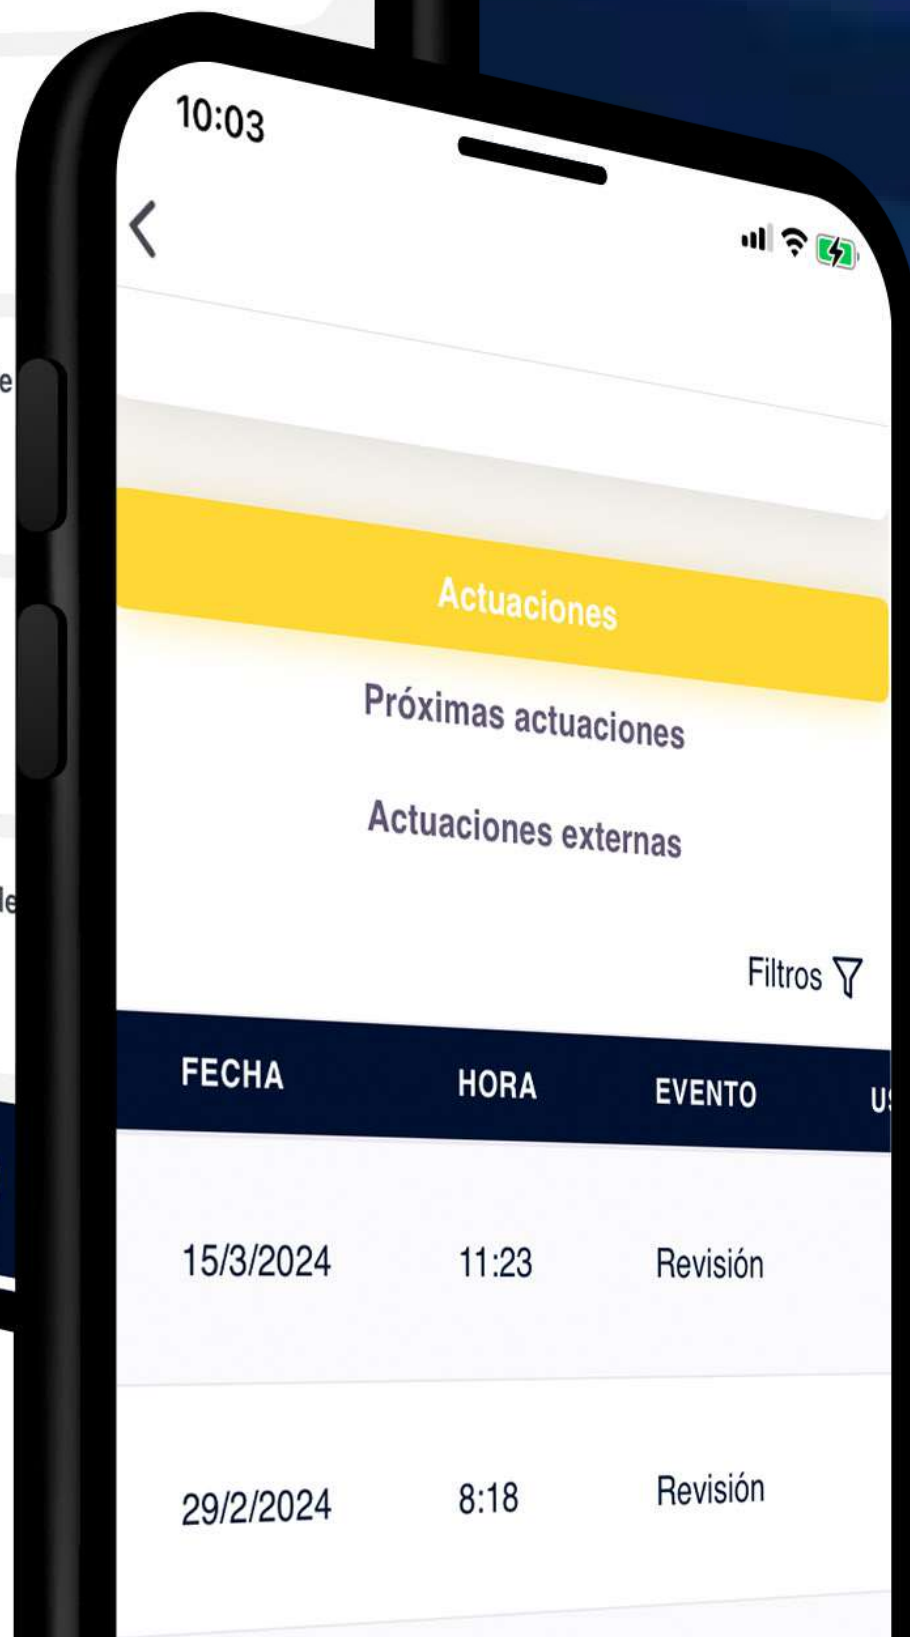 10:03
Actuaciones
Próximas actuaciones
Actuaciones externas
Filtros
FECHA HORA EVENTO
15/3/2024 11:23 Revisión
29/2/2024 8:18 Revisión